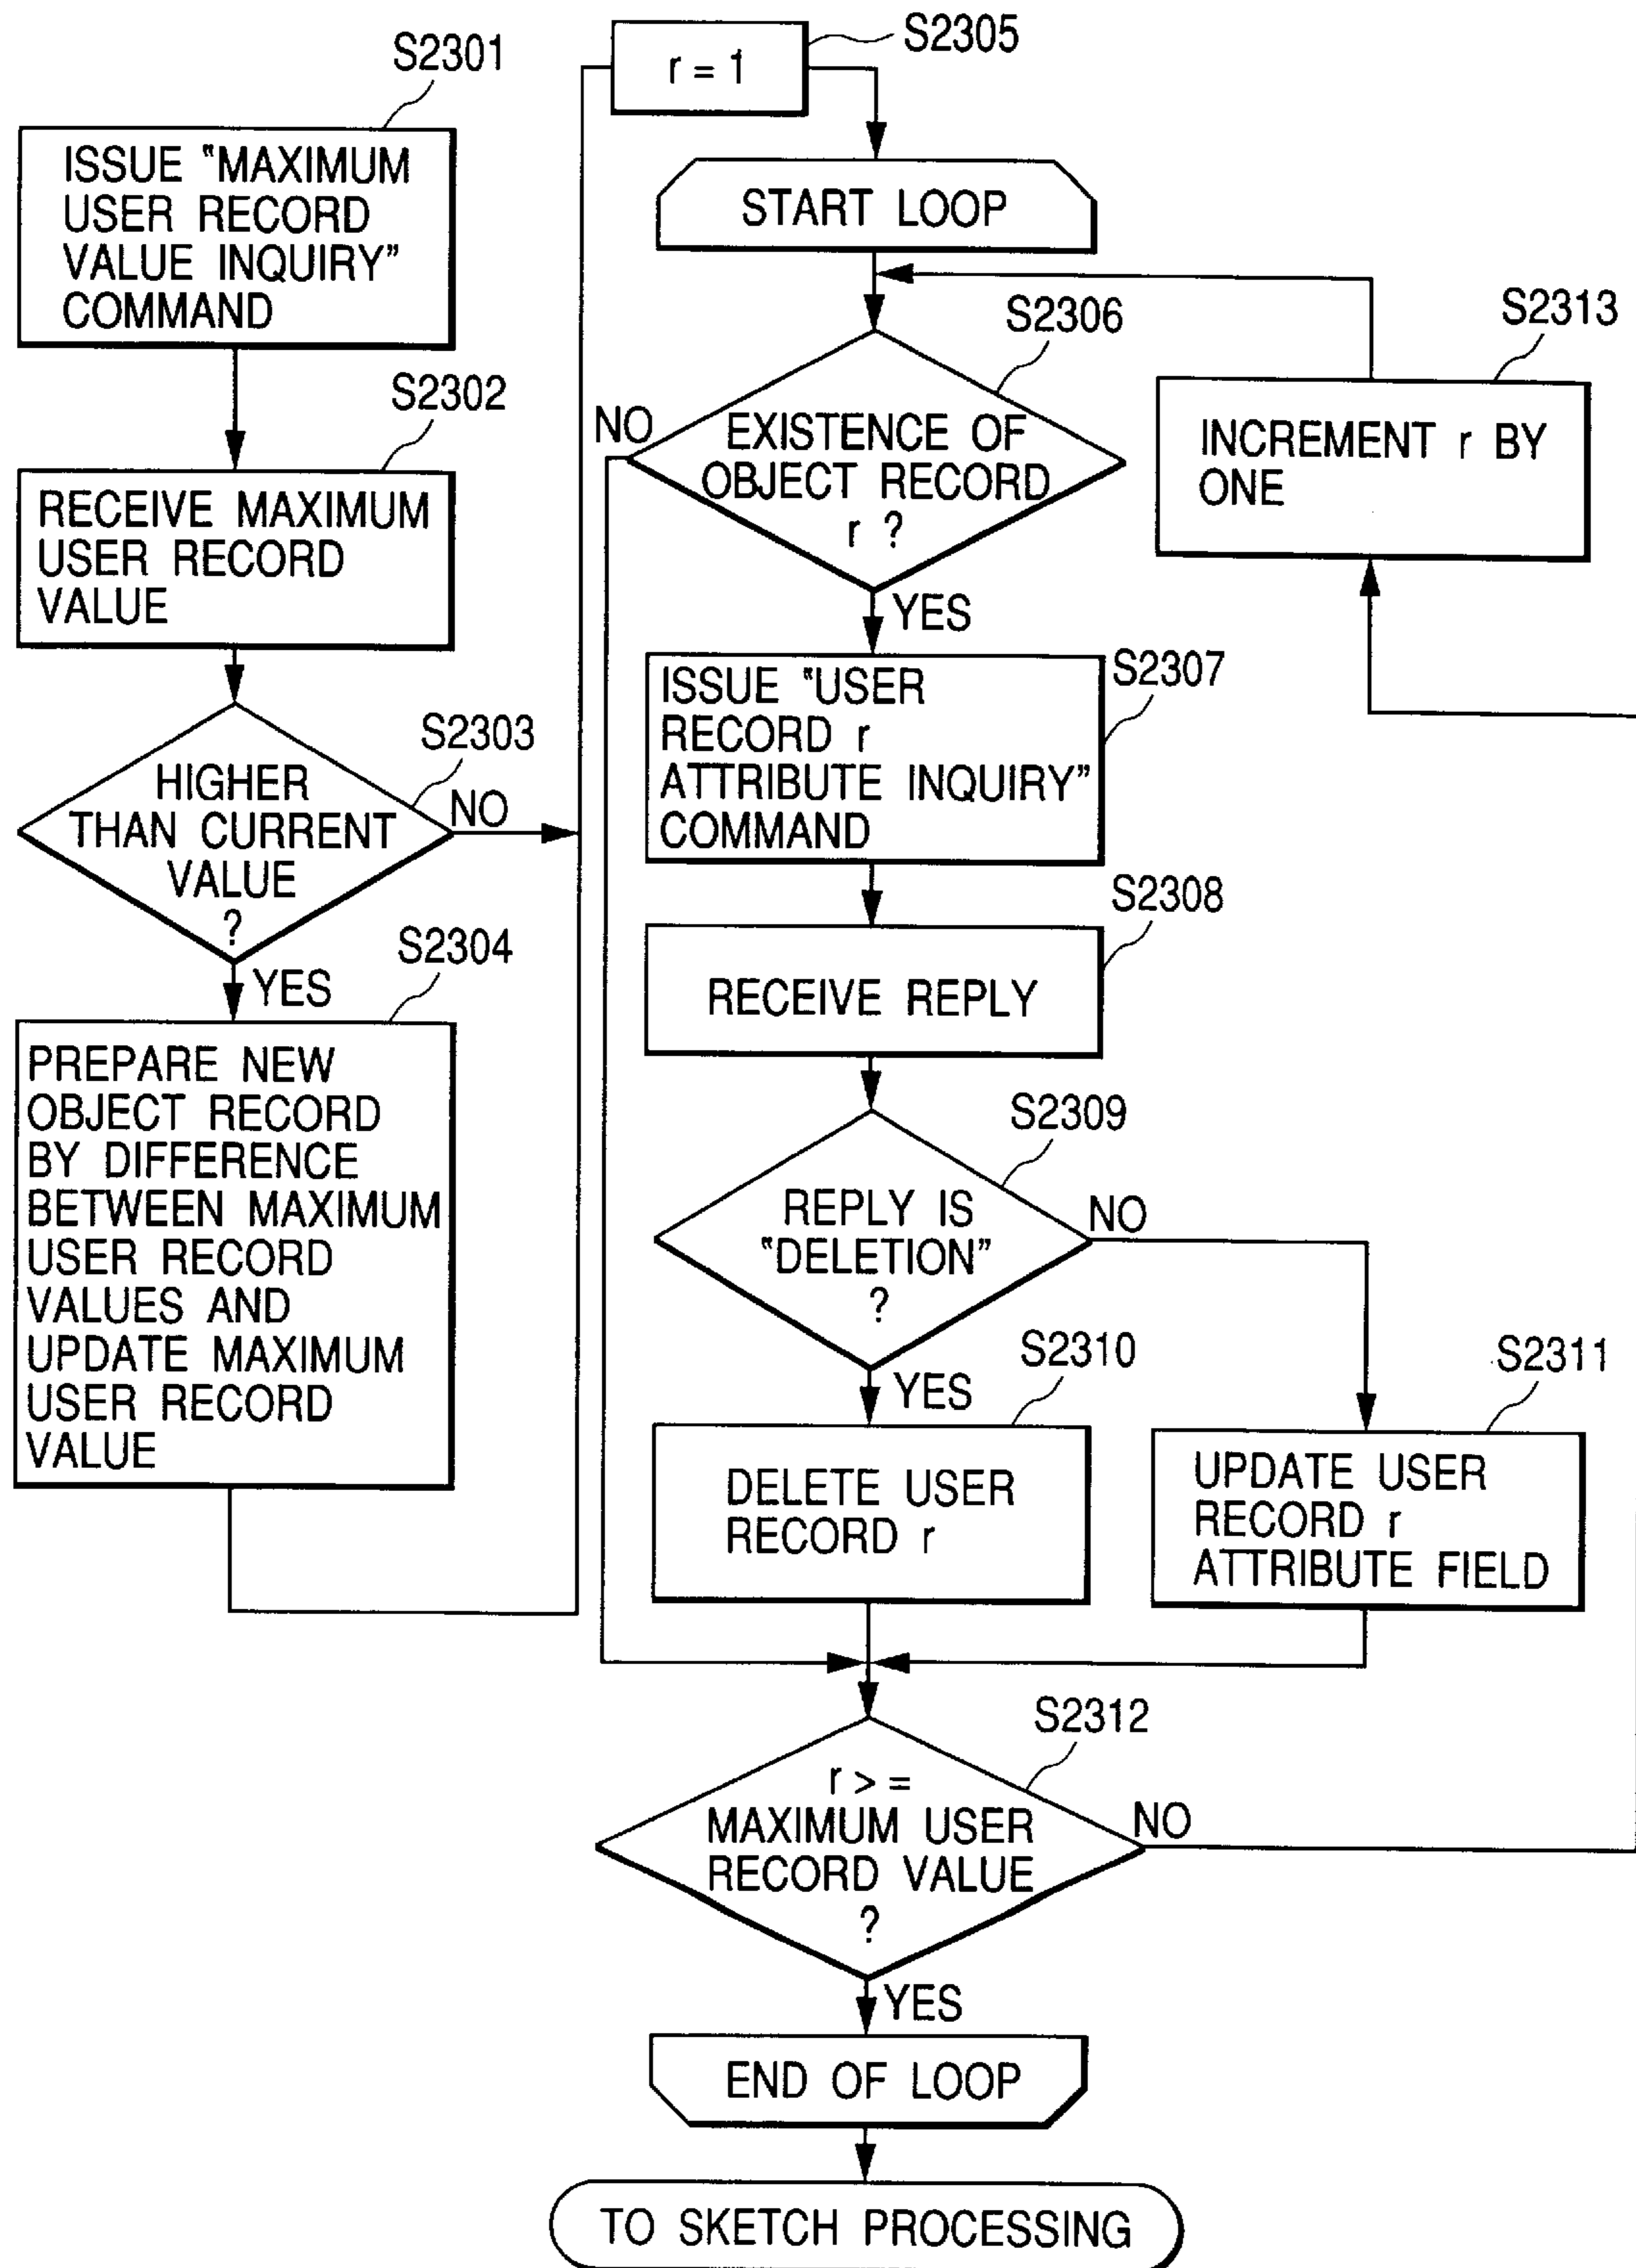 S2301
ISSUE "MAXIMUM
USER RECORD
VALUE INQUIRY"
COMMAND
S2302
RECEIVE MAXIMUM
USER RECORD
VALUE
S2303
HIGHER
THAN CURRENT
VALUE
?
NO
YES
S2304
PREPARE NEW
OBJECT RECORD
BY DIFFERENCE
BETWEEN MAXIMUM
USER RECORD
VALUES AND
UPDATE MAXIMUM
USER RECORD
VALUE
S2305
r = 1
START LOOP
S2306
EXISTENCE OF
OBJECT RECORD
r ?
NO
YES
S2307
ISSUE "USER
RECORD r
ATTRIBUTE INQUIRY"
COMMAND
S2308
RECEIVE REPLY
S2309
REPLY IS
"DELETION"
?
NO
YES
S2310
DELETE USER
RECORD r
S2311
UPDATE USER
RECORD r
ATTRIBUTE FIELD
S2312
r > =
MAXIMUM USER
RECORD VALUE
?
NO
YES
S2313
INCREMENT r BY
ONE
END OF LOOP
TO SKETCH PROCESSING